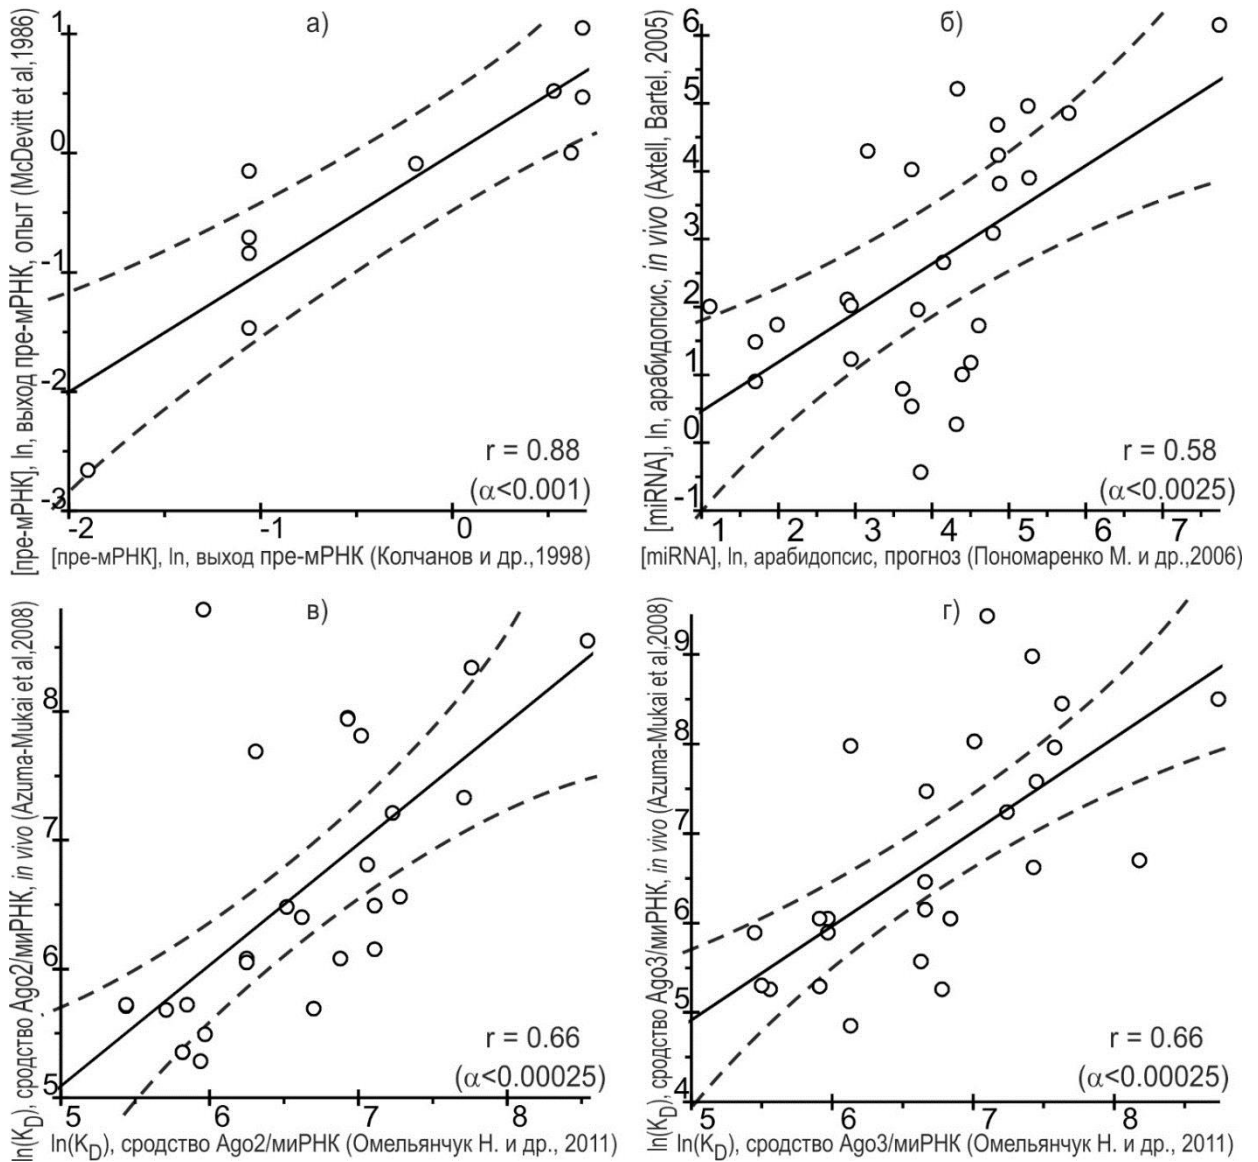 а)
[пре-мРНК], ln, выход пре-мРНК, опыт (McDevitt et al,1986)
1
0
-1
-2
-3
r = 0.88
(α<0.001)
-2 -1 0
[пре-мРНК], ln, выход пре-мРНК (Колчанов и др.,1998)
б)
[miRNA], ln, арабидопсис, in vivo (Axtell, Bartel, 2005)
6
5
4
3
2
1
0
-1
r = 0.58
(α<0.0025)
1 2 3 4 5 6 7
[miRNA], ln, арабидопсис, прогноз (Пономаренко М. и др.,2006)
в)
ln(KD), сродство Ago2/миРНК, in vivo (Azuma-Mukai et al,2008)
8
7
6
5
r = 0.66
(α<0.00025)
5 6 7 8
ln(KD), сродство Ago2/миРНК (Омельянчук Н. и др., 2011)
г)
ln(KD), сродство Ago3/миРНК, in vivo (Azuma-Mukai et al,2008)
9
8
7
6
5
4
r = 0.66
(α<0.00025)
5 6 7 8
ln(KD), сродство Ago3/миРНК (Омельянчук Н. и др., 2011)